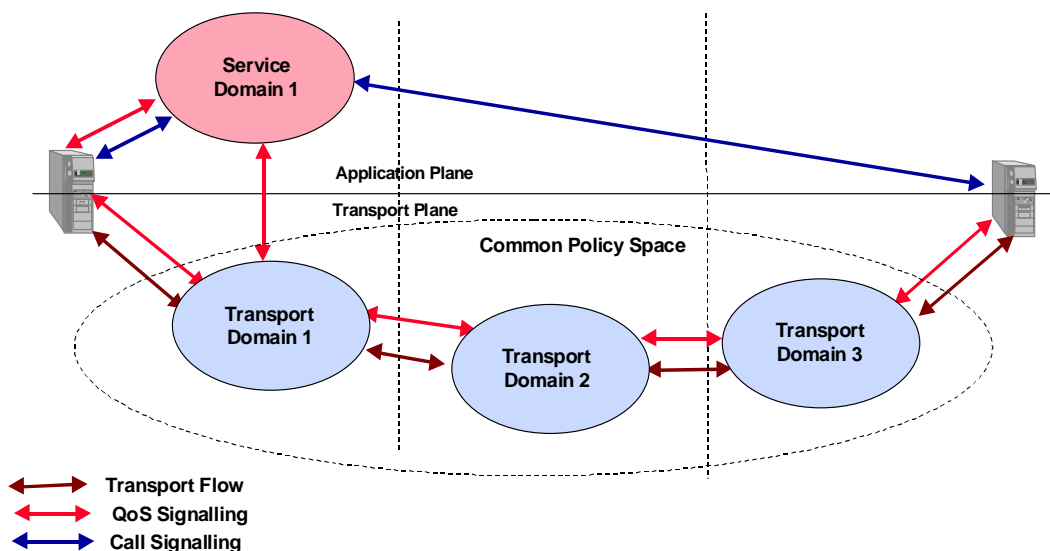 Service
Domain 1
Application Plane
Transport Plane
Common Policy Space
Transport
Domain 1
Transport
Domain 2
Transport
Domain 3
Transport Flow
QoS Signalling
Call Signalling